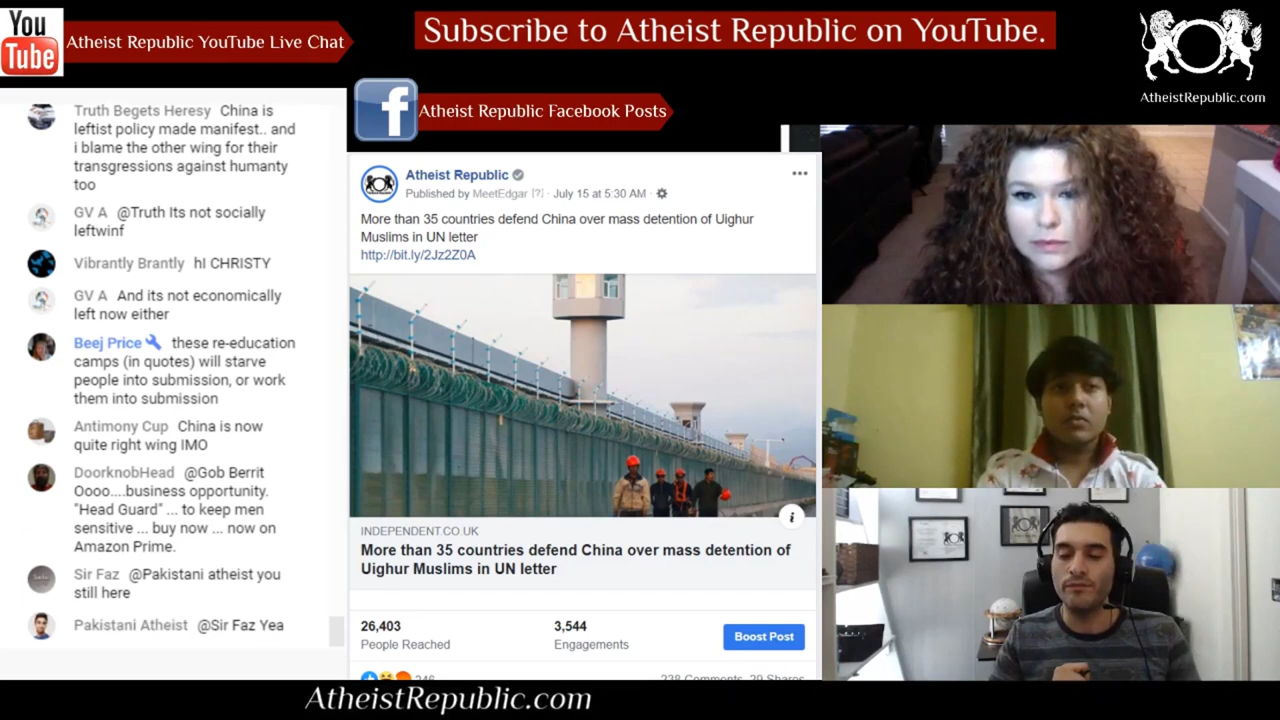 You
Tube
Atheist Republic YouTube Live Chat
Subscribe to Atheist Republic on YouTube.
AtheistRepublic.com
f
Atheist Republic Facebook Posts
Truth Begets Heresy China is
leftist policy made manifest.. and
i blame the other wing for their
transgressions against humanty
too
GV A @Truth Its not socially
leftwinf
Vibrantly Brantly hI CHRISTY
GV A And its not economically
left now either
Beej Price these re-education
camps (in quotes) will starve
people into submission, or work
them into submission
Antimony Cup China is now
quite right wing IMO
DoorknobHead @Gob Berrit
Oooo....business opportunity.
"Head Guard" ... to keep men
sensitive ... buy now ... now on
Amazon Prime.
Sir Faz @Pakistani atheist you
still here
Pakistani Atheist @Sir Faz Yea
Atheist Republic
Published by MeetEdgar [?] · July 15 at 5:30 AM ·
More than 35 countries defend China over mass detention of Uighur
Muslims in UN letter
http://bit.ly/2Jz2Z0A
INDEPENDENT.CO.UK
More than 35 countries defend China over mass detention of
Uighur Muslims in UN letter
26,403
People Reached
3,544
Engagements
Boost Post
246
238 Comments 29 Shares
AtheistRepublic.com